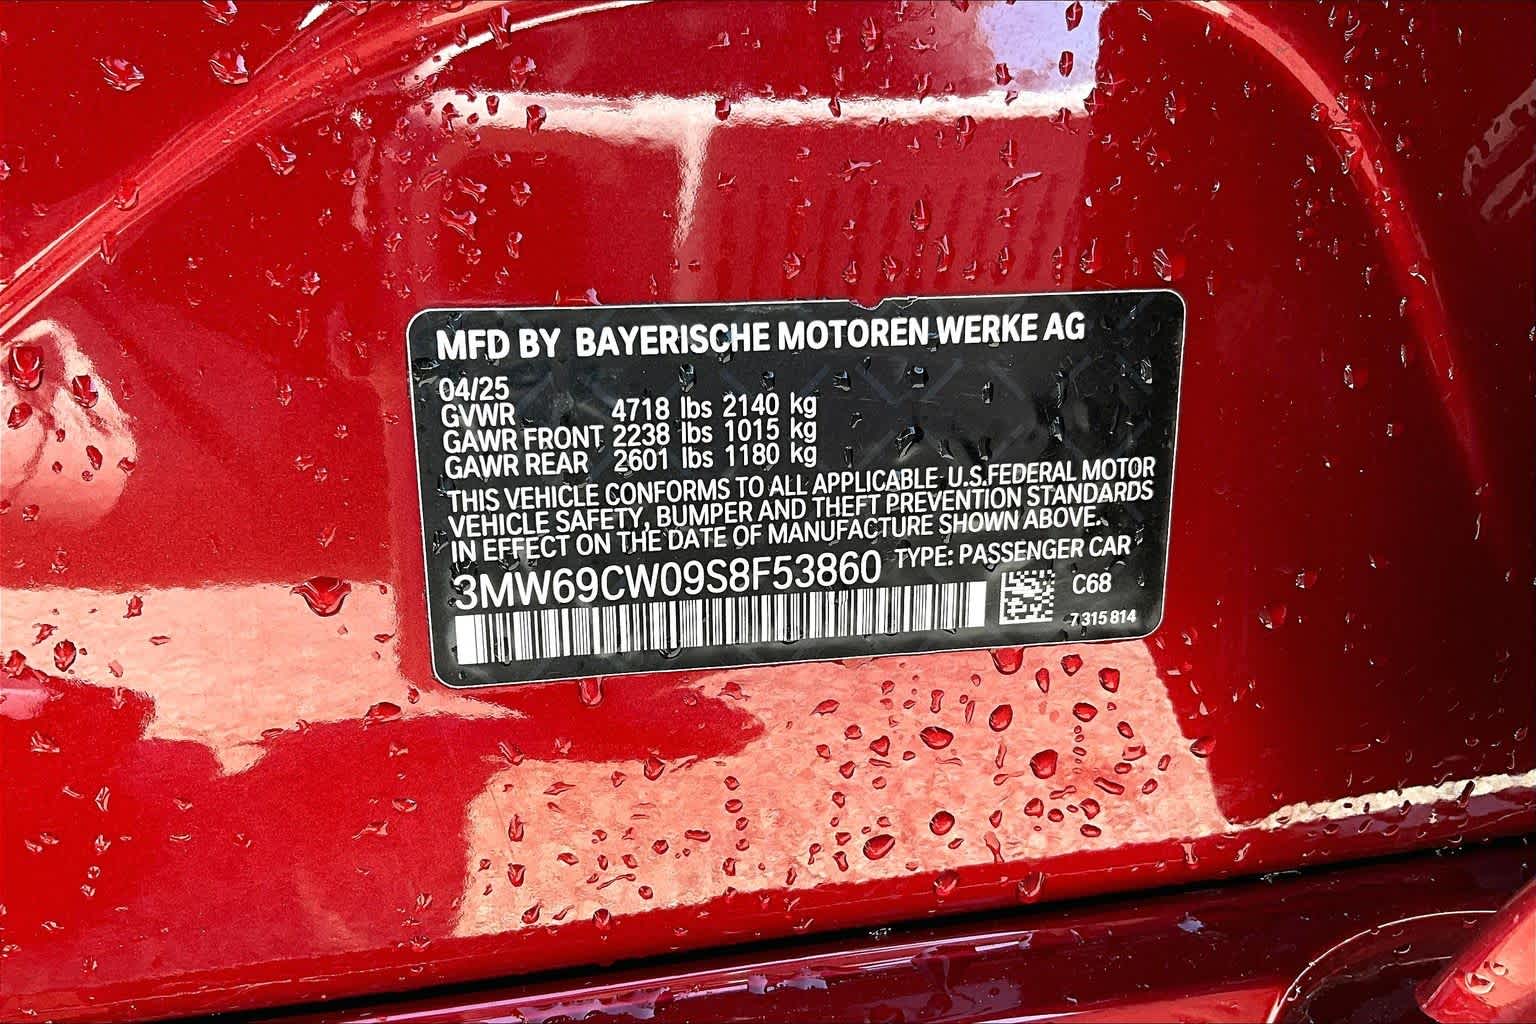 MFD BY BAYERISCHE MOTOREN WERKE AG
04/25
GVWR 4718 lbs 2140 kg
GAWR FRONT 2238 lbs 1015 kg
GAWR REAR 2601 lbs 1180 kg
THIS VEHICLE CONFORMS TO ALL APPLICABLE U.S.FEDERAL MOTOR
VEHICLE SAFETY, BUMPER AND THEFT PREVENTION STANDARDS
IN EFFECT ON THE DATE OF MANUFACTURE SHOWN ABOVE.
3MW69CW09S8F53860 TYPE: PASSENGER CAR
C68
7 315 814